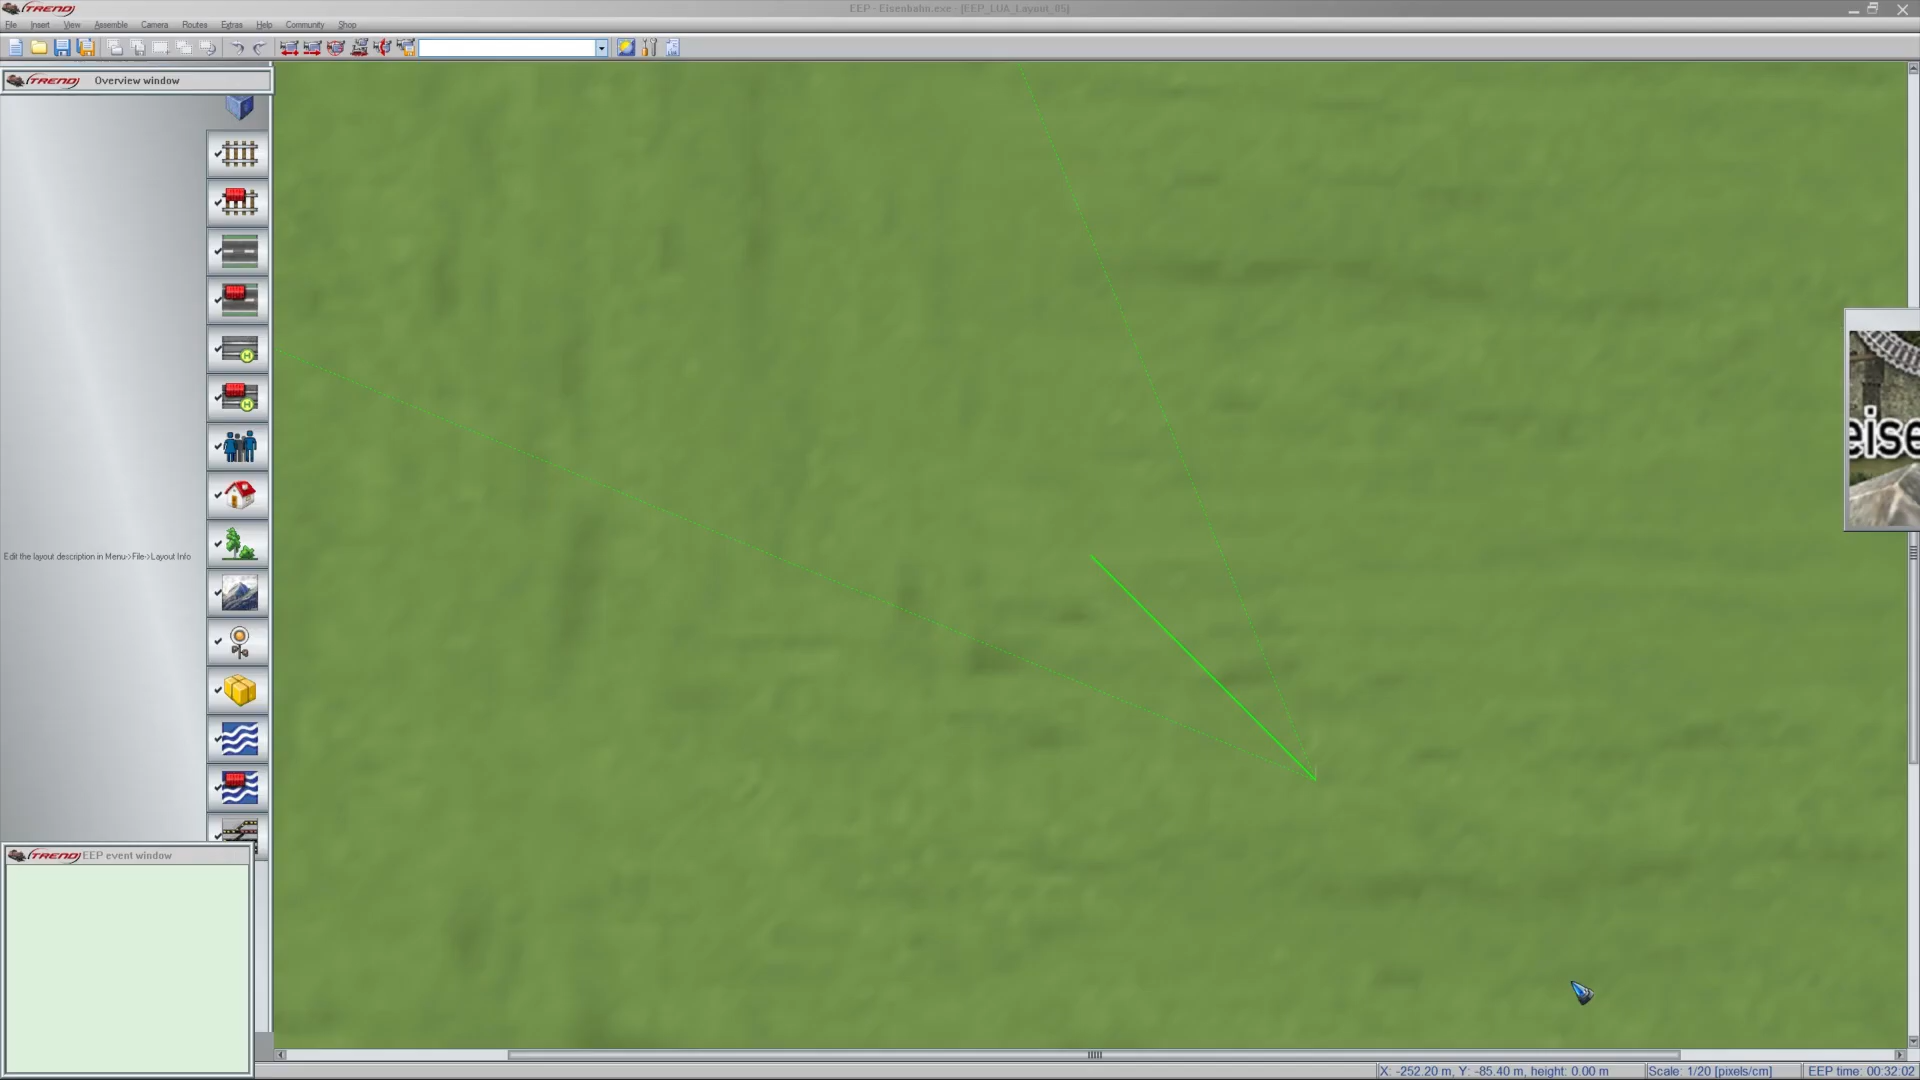 TREND
EEP - Eisenbahn.exe - [EEP_LUA_Layout_05]
File Insert View Assemble Camera Routes Extras Help Community Shop
TREND Overview window
H
H
eise
Edit the layout description in Menu->File->Layout Info
TREND EEP event window
X: -252.20 m, Y: -85.40 m, height: 0.00 m
Scale: 1/20 [pixels/cm]
EEP time: 00:32:02